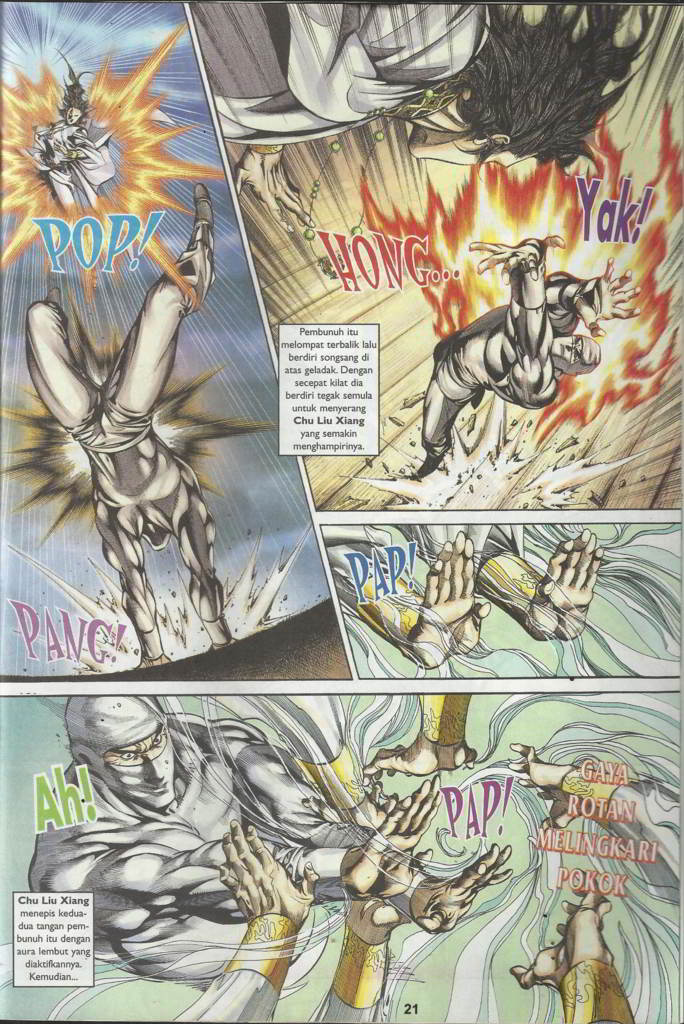 POP!
PANG!
HONG...
Yak!
Pembunuh itu
melompat terbalik lalu
berdiri songsang di
atas geladak. Dengan
secepat kilat dia
berdiri tegak semula
untuk menyerang
Chu Liu Xiang
yang semakin
menghampirinya.
PAP!
Ah!
PAP!
GAYA
ROTAN
MELINGKARI
POKOK
Chu Liu Xiang
menepis kedua-
dua tangan pem-
bunuh itu dengan
aura lembut yang
diaktifkannya.
Kemudian...
21